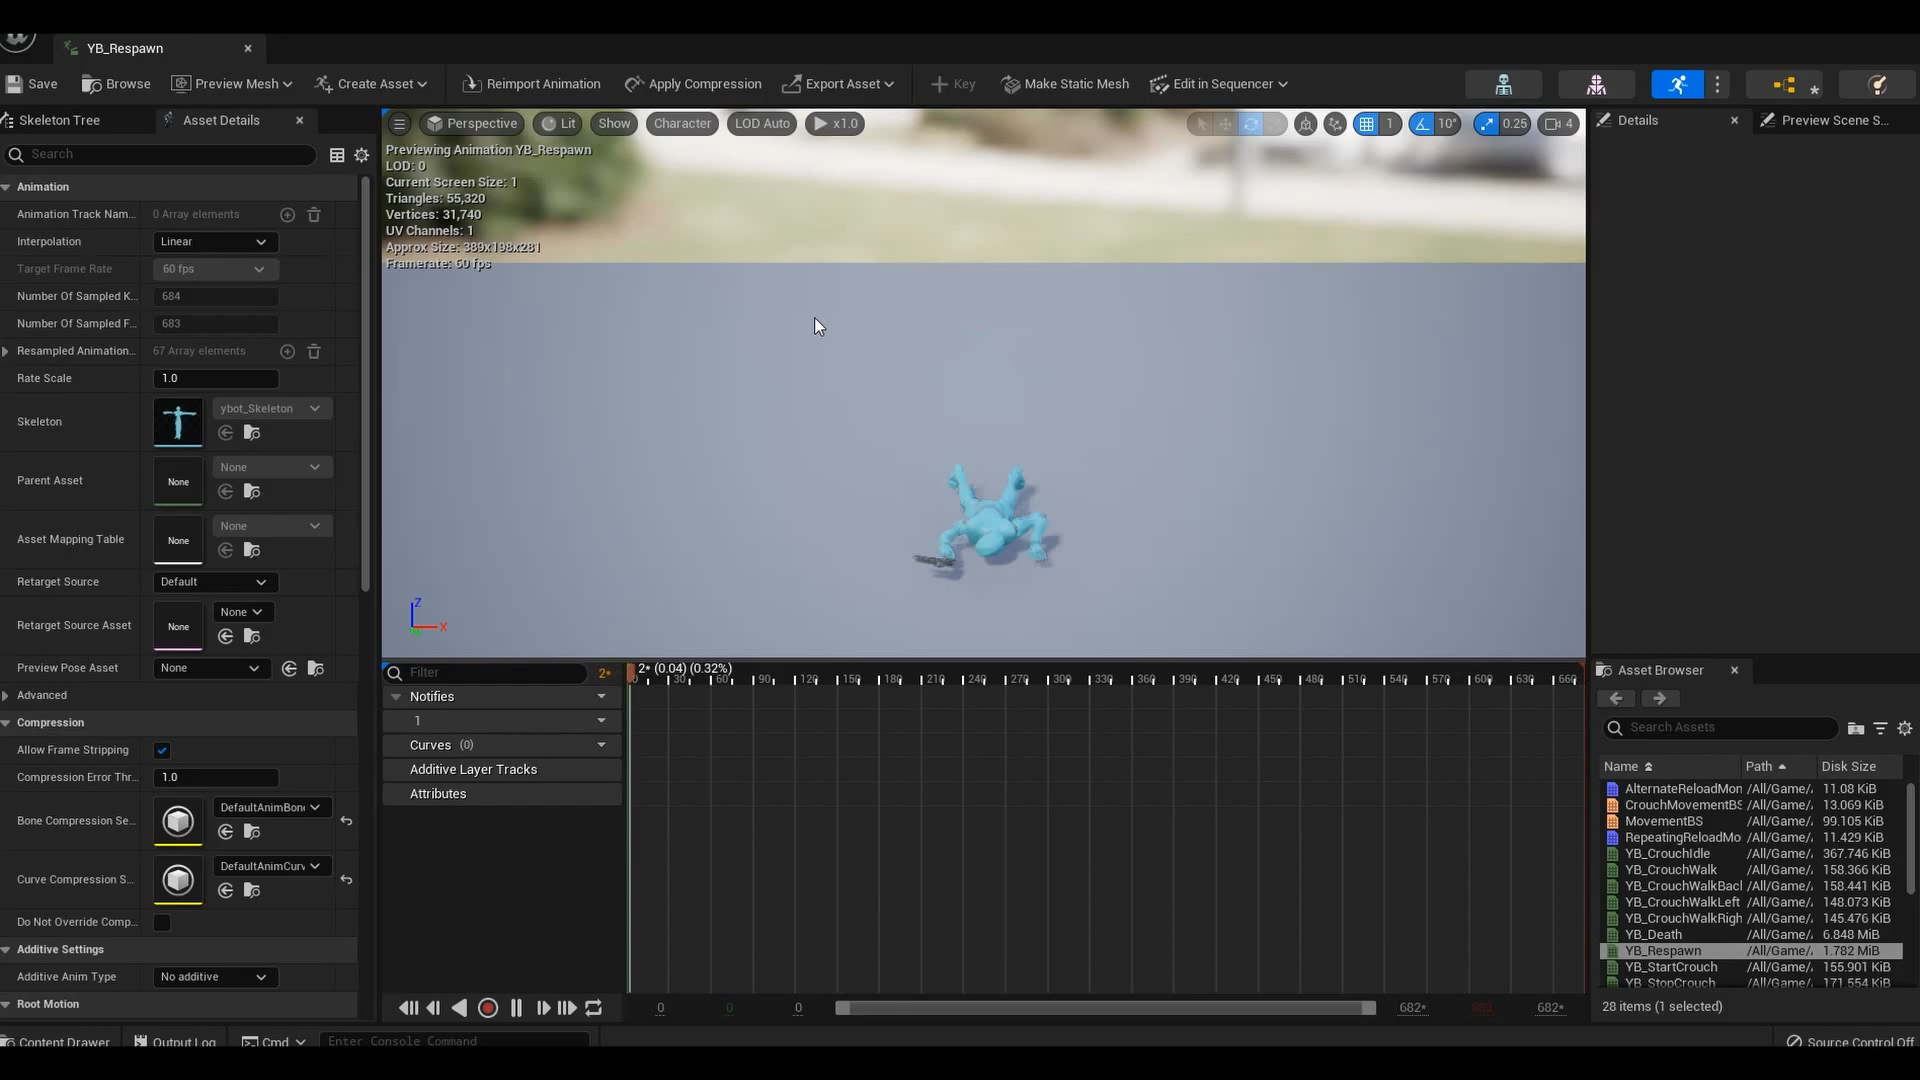 YB_Respawn
Save
Browse
Preview Mesh
Create Asset
Reimport Animation
Apply Compression
Export Asset
Key
Make Static Mesh
Edit in Sequencer
Skeleton Tree
Asset Details
Search
Animation
Animation Track Nam...
0 Array elements
Interpolation
Linear
Target Frame Rate
60 fps
Number Of Sampled K...
684
Number Of Sampled F...
683
Resampled Animation...
67 Array elements
Rate Scale
1.0
Skeleton
ybot_Skeleton
Parent Asset
None
None
Asset Mapping Table
None
None
Retarget Source
Default
Retarget Source Asset
None
None
Preview Pose Asset
None
Advanced
Compression
Allow Frame Stripping
Compression Error Thr...
1.0
Bone Compression Se...
DefaultAnimBon
Curve Compression S...
DefaultAnimCurv
Do Not Override Comp...
Additive Settings
Additive Anim Type
No additive
Root Motion
Perspective
Lit
Show
Character
LOD Auto
x1.0
1
10°
0.25
4
Previewing Animation YB_Respawn
LOD: 0
Current Screen Size: 1
Triangles: 55,320
Vertices: 31,740
UV Channels: 1
Approx Size: 389x198x281
Framerate: 60 fps
Z
X
Filter
2*
2* (0.04) (0.32%)
0 30 60 90 120 150 180 210 240 270 300 330 360 390 420 450 480 510 540 570 600 630 660
Notifies
1
Curves (0)
Additive Layer Tracks
Attributes
0
0
0
682*
683
682*
Details
Preview Scene S...
Asset Browser
Search Assets
Name
Path
Disk Size
AlternateReloadMon /All/Game/ 11.08 KiB
CrouchMovementBS /All/Game/ 13.069 KiB
MovementBS /All/Game/ 99.105 KiB
RepeatingReloadMo /All/Game/ 11.429 KiB
YB_CrouchIdle /All/Game/ 367.746 KiB
YB_CrouchWalk /All/Game/ 158.366 KiB
YB_CrouchWalkBacl /All/Game/ 158.441 KiB
YB_CrouchWalkLeft /All/Game/ 148.073 KiB
YB_CrouchWalkRigh /All/Game/ 145.476 KiB
YB_Death /All/Game/ 6.848 MiB
YB_Respawn /All/Game/ 1.782 MiB
YB_StartCrouch /All/Game/ 155.901 KiB
YB_StopCrouch /All/Game/ 171.554 KiB
28 items (1 selected)
Content Drawer
Output Log
Cmd
Enter Console Command
Source Control Off